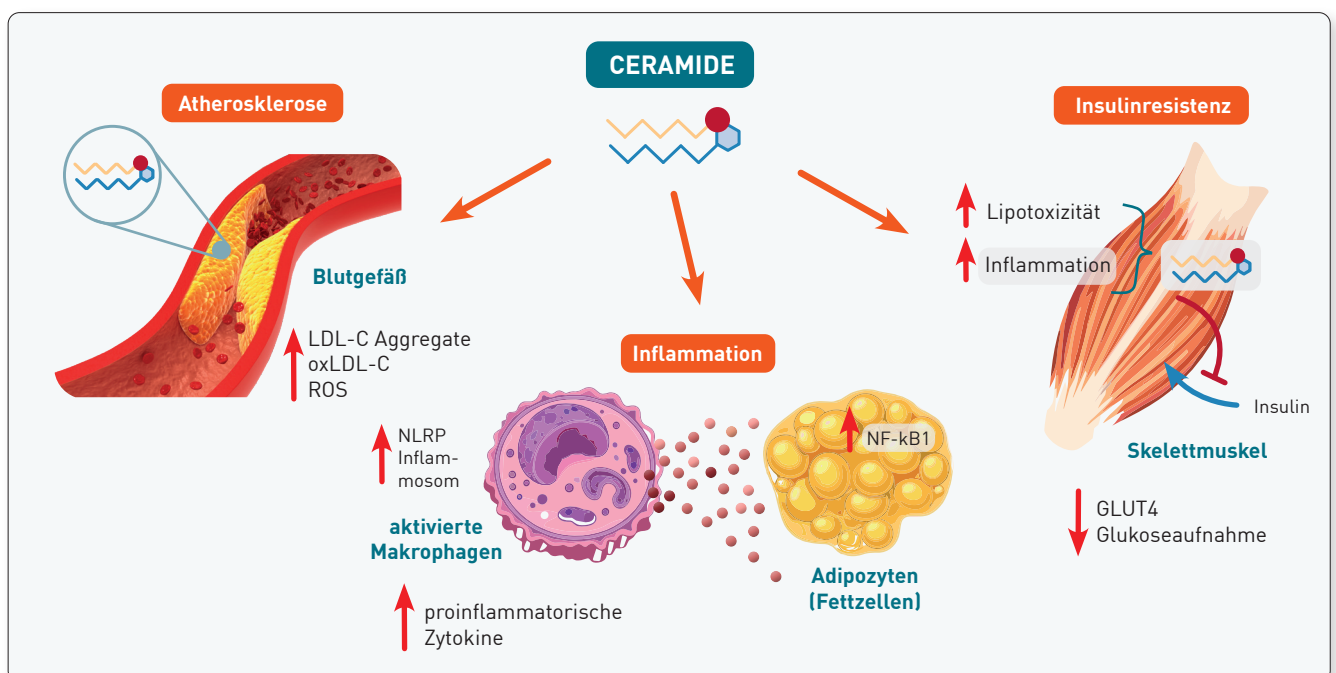 CERAMIDE
Atherosklerose
Blutgefäß
LDL-C Aggregate
oxLDL-C
ROS
Inflammation
NLRP
Inflam-
mosom
aktivierte
Makrophagen
proinflammatorische
Zytokine
NF-kB1
Adipozyten
(Fettzellen)
Insulinresistenz
Lipotoxizität
Inflammation
Insulin
Skelettmuskel
GLUT4
Glukoseaufnahme